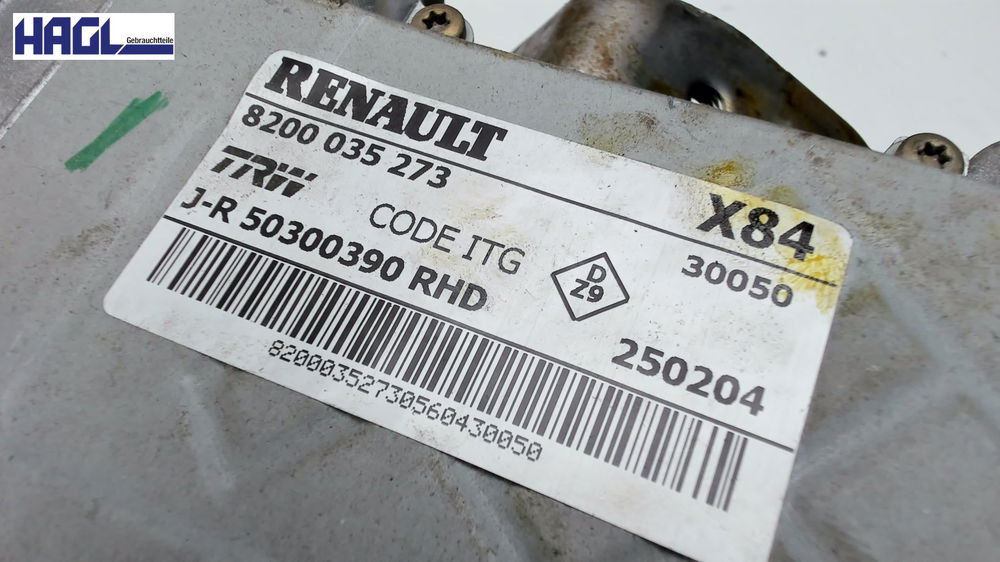 HAGL
Gebrauchtteile
RENAULT
8200 035 273
X84
TRW
CODE ITG
30050
J-R 50300390 RHD
D
Z9
250204
82000352730560430050